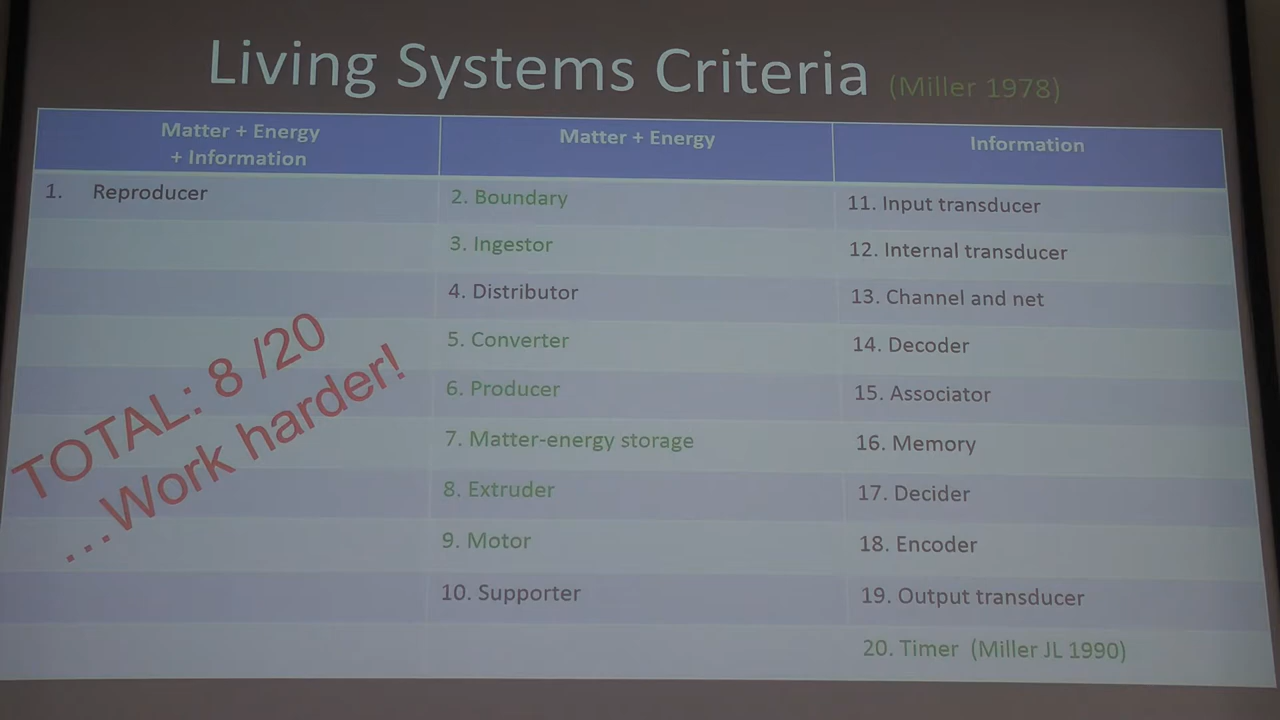 Living Systems Criteria (Miller 1978)
Matter + Energy
+ Information
Matter + Energy
Information
1. Reproducer
2. Boundary
11. Input transducer
3. Ingestor
12. Internal transducer
4. Distributor
13. Channel and net
5. Converter
14. Decoder
6. Producer
15. Associator
7. Matter-energy storage
16. Memory
8. Extruder
17. Decider
9. Motor
18. Encoder
10. Supporter
19. Output transducer
20. Timer (Miller JL 1990)
TOTAL: 8 /20
...Work harder!